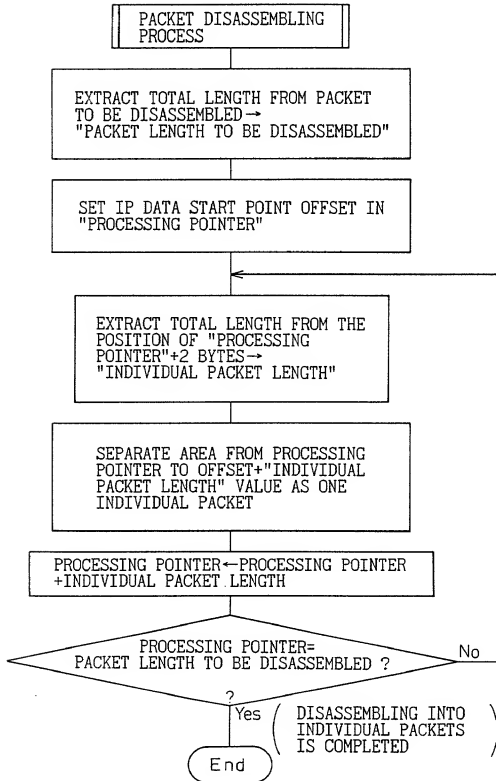 PACKET DISASSEMBLING
PROCESS
EXTRACT TOTAL LENGTH FROM PACKET
TO BE DISASSEMBLED→
"PACKET LENGTH TO BE DISASSEMBLED"
SET IP DATA START POINT OFFSET IN
"PROCESSING POINTER"
EXTRACT TOTAL LENGTH FROM THE
POSITION OF "PROCESSING
POINTER"+2 BYTES→
"INDIVIDUAL PACKET LENGTH"
SEPARATE AREA FROM PROCESSING
POINTER TO OFFSET+"INDIVIDUAL
PACKET LENGTH" VALUE AS ONE
INDIVIDUAL PACKET
PROCESSING POINTER←PROCESSING POINTER
+INDIVIDUAL PACKET LENGTH
PROCESSING POINTER=
PACKET LENGTH TO BE DISASSEMBLED ?
No
?
Yes
( DISASSEMBLING INTO
INDIVIDUAL PACKETS
IS COMPLETED )
End